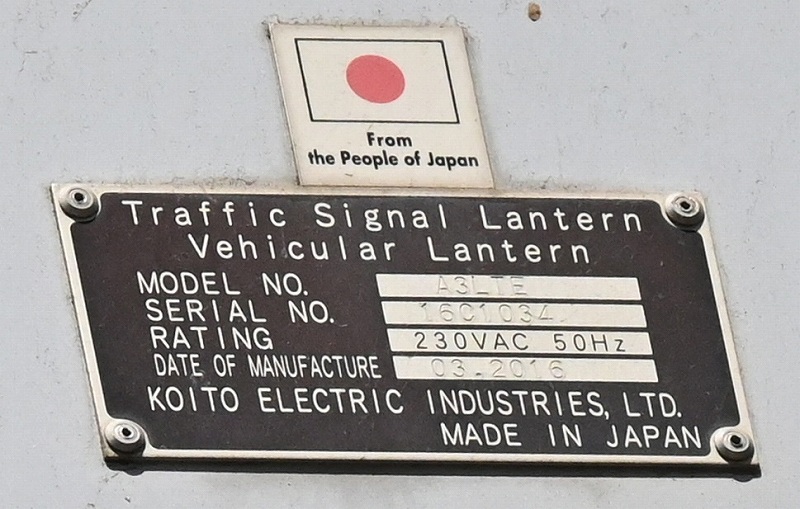 From
the People of Japan
Traffic Signal Lantern
Vehicular Lantern
MODEL NO. A3LTE
SERIAL NO. 16C1034
RATING 230VAC 50Hz
DATE OF MANUFACTURE 03.2016
KOITO ELECTRIC INDUSTRIES, LTD.
MADE IN JAPAN